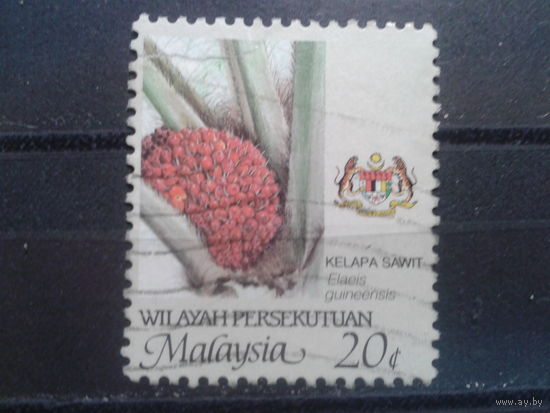 KELAPA SAWIT
Elaeis
guineensis
WILAYAH PERSEKUTUAN
Malaysia 20¢
www.ay.by